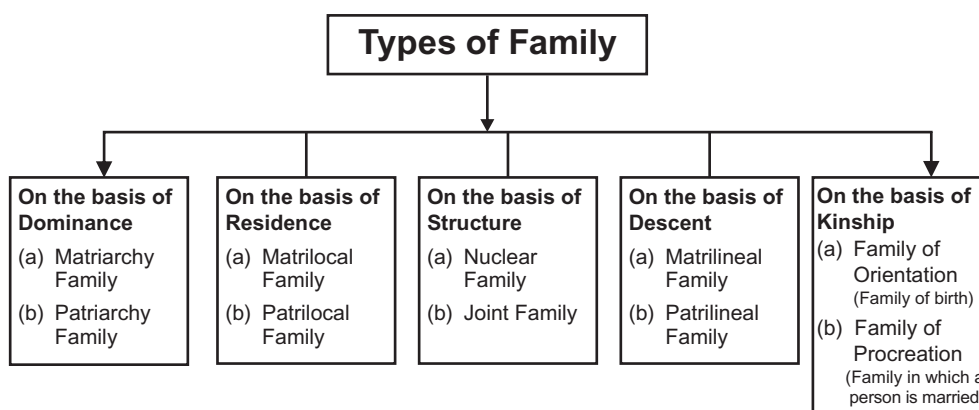 Types of Family
On the basis of
Dominance
(a) Matriarchy
Family
(b) Patriarchy
Family
On the basis of
Residence
(a) Matrilocal
Family
(b) Patrilocal
Family
On the basis of
Structure
(a) Nuclear
Family
(b) Joint Family
On the basis of
Descent
(a) Matrilineal
Family
(b) Patrilineal
Family
On the basis of
Kinship
(a) Family of
Orientation
(Family of birth)
(b) Family of
Procreation
(Family in which a
person is married